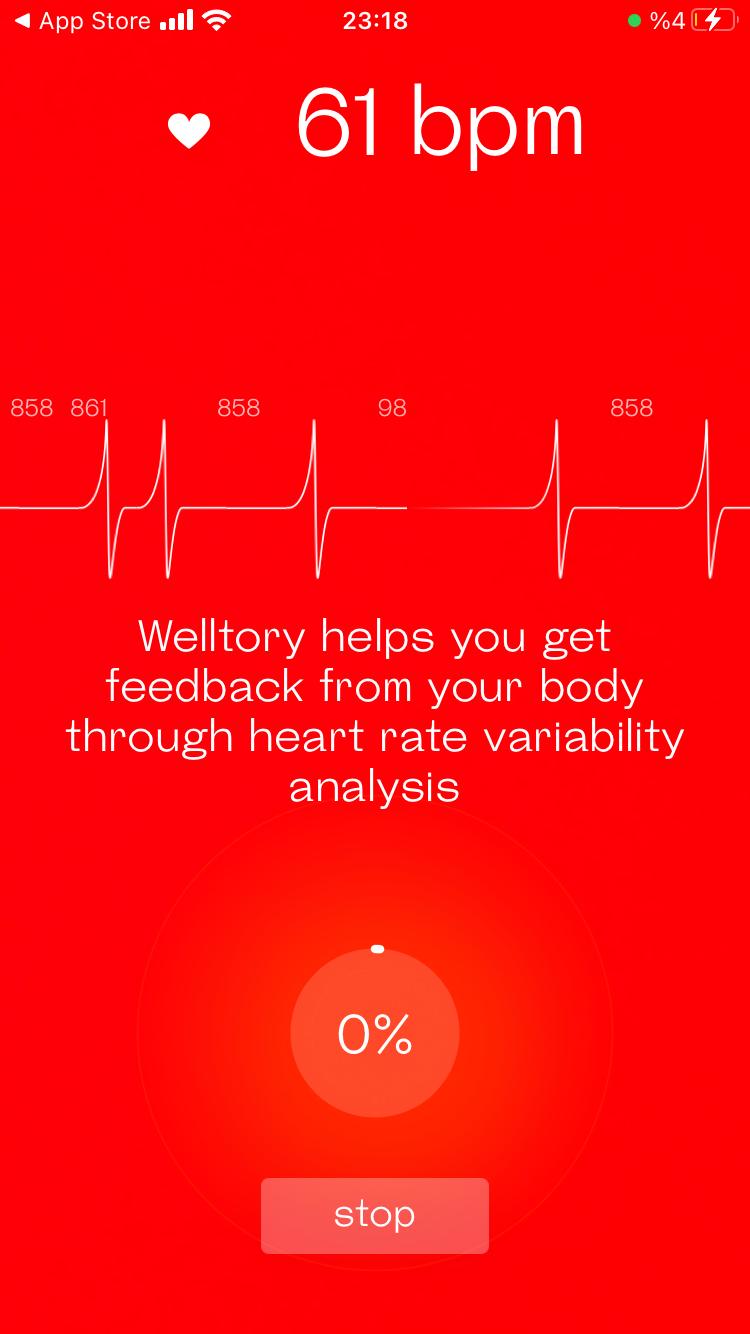 App Store 23:18 %4
61 bpm
858 861 858 98 858
Welltory helps you get
feedback from your body
through heart rate variability
analysis
0%
stop